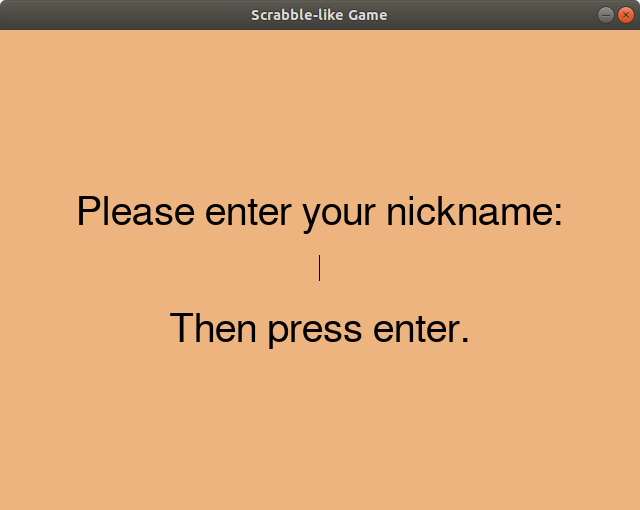 Scrabble-like Game
Please enter your nickname:
Then press enter.